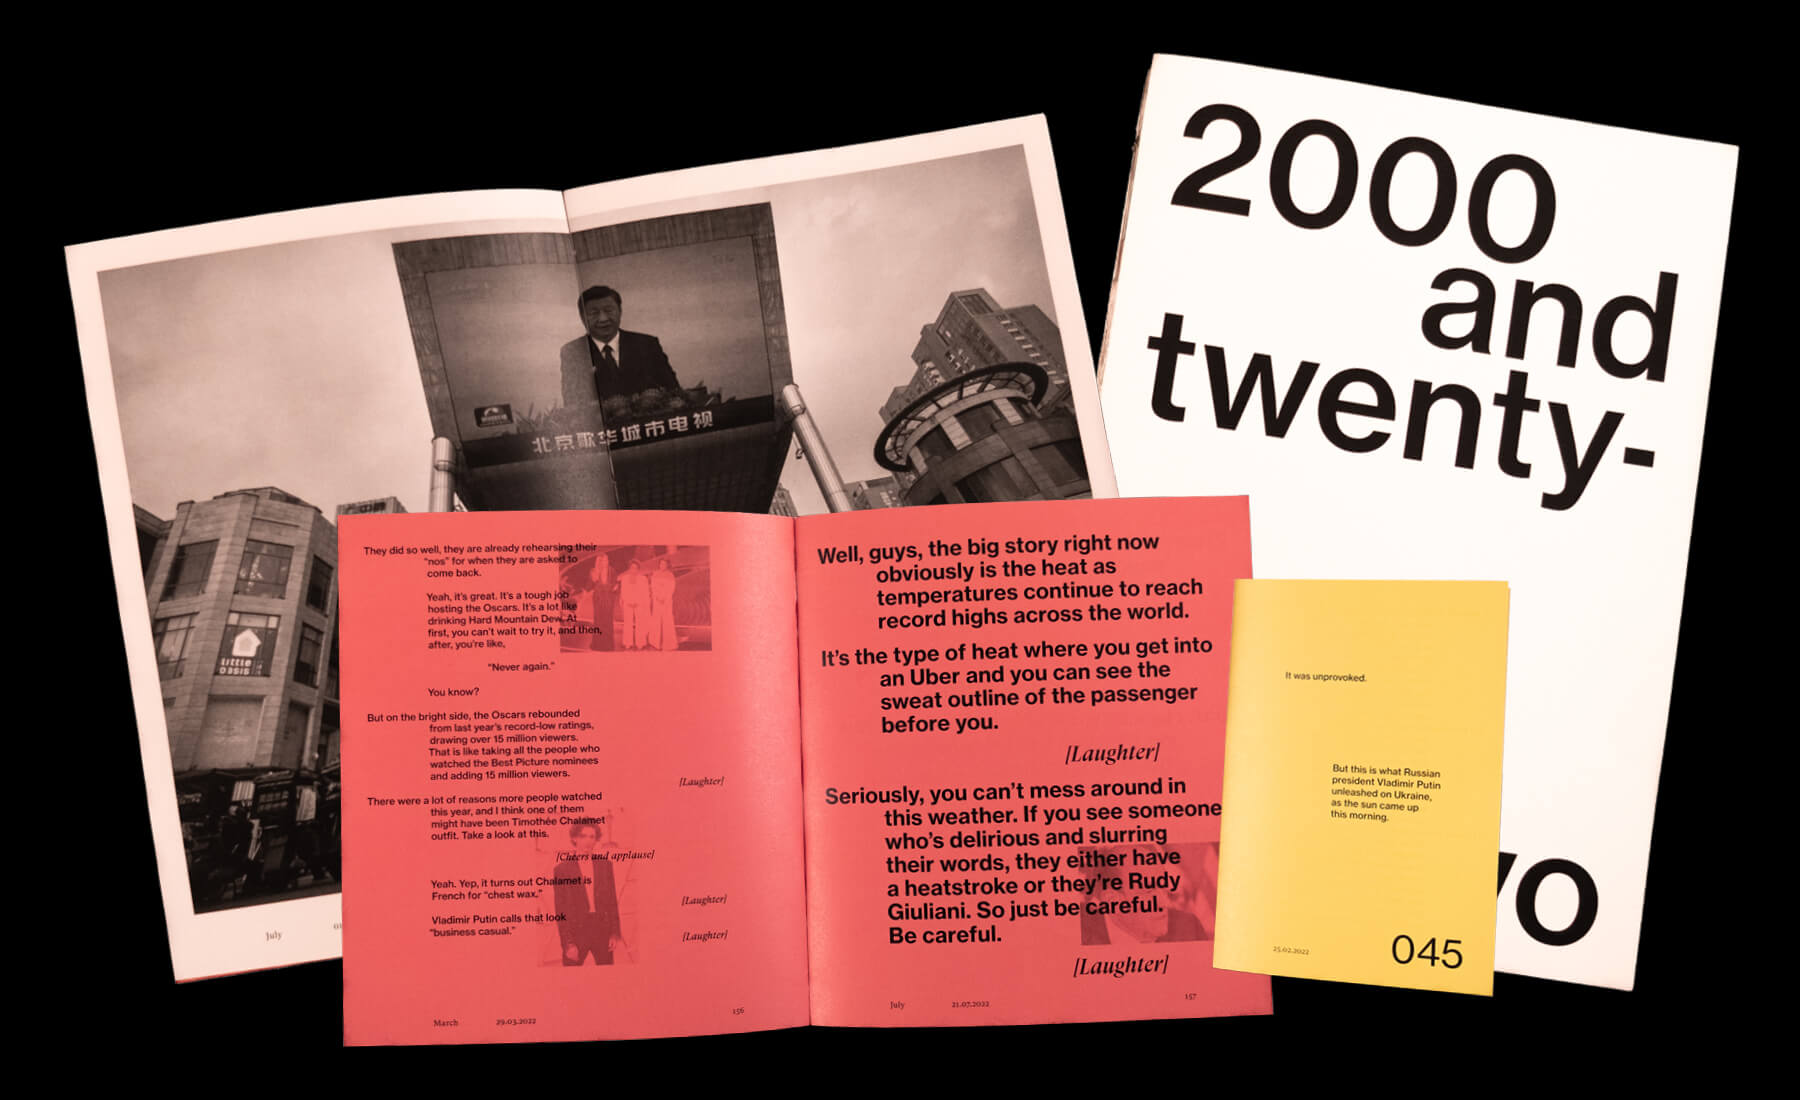 2000
and
twenty-
北京歌华城市电视
little
oasis
July
They did so well, they are already rehearsing their
“nos” for when they are asked to
come back.
Yeah, it’s great. It’s a tough job
hosting the Oscars. It’s a lot like
drinking Hard Mountain Dew. At
first, you can’t wait to try it, and then,
after, you’re like,
“Never again.”
You know?
But on the bright side, the Oscars rebounded
from last year’s record-low ratings,
drawing over 15 million viewers.
That is like taking all the people who
watched the Best Picture nominees
and adding 15 million viewers.
[Laughter]
There were a lot of reasons more people watched
this year, and I think one of them
might have been Timothée Chalamet
outfit. Take a look at this.
[Cheers and applause]
Yeah. Yep, it turns out Chalamet is
French for “chest wax.”
[Laughter]
Vladimir Putin calls that look
“business casual.”
[Laughter]
March 29.03.2022 156
Well, guys, the big story right now
obviously is the heat as
temperatures continue to reach
record highs across the world.
It’s the type of heat where you get into
an Uber and you can see the
sweat outline of the passenger
before you.
[Laughter]
Seriously, you can’t mess around in
this weather. If you see someone
who’s delirious and slurring
their words, they either have
a heatstroke or they’re Rudy
Giuliani. So just be careful.
Be careful.
[Laughter]
July 21.07.2022 157
It was unprovoked.
But this is what Russian
president Vladimir Putin
unleashed on Ukraine,
as the sun came up
this morning.
25.02.2022 045